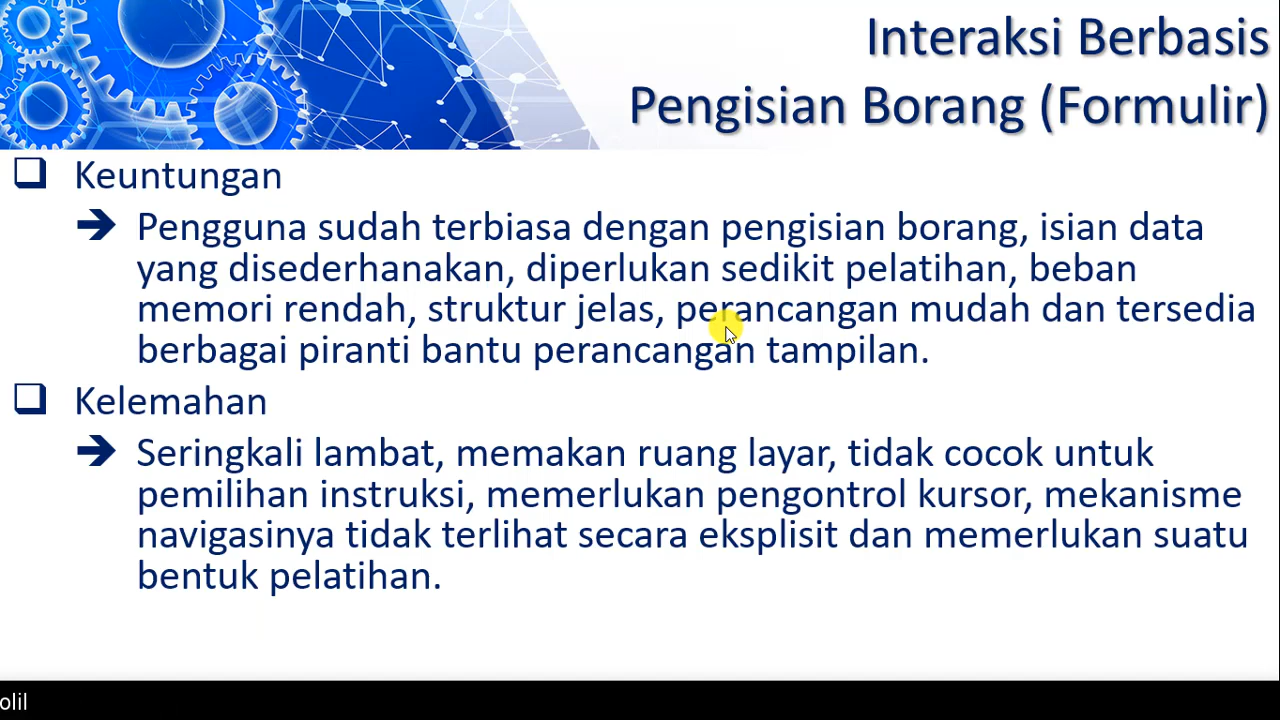 Interaksi Berbasis
Pengisian Borang (Formulir)
Keuntungan
Pengguna sudah terbiasa dengan pengisian borang, isian data
yang disederhanakan, diperlukan sedikit pelatihan, beban
memori rendah, struktur jelas, perancangan mudah dan tersedia
berbagai piranti bantu perancangan tampilan.
Kelemahan
Seringkali lambat, memakan ruang layar, tidak cocok untuk
pemilihan instruksi, memerlukan pengontrol kursor, mekanisme
navigasinya tidak terlihat secara eksplisit dan memerlukan suatu
bentuk pelatihan.
olil